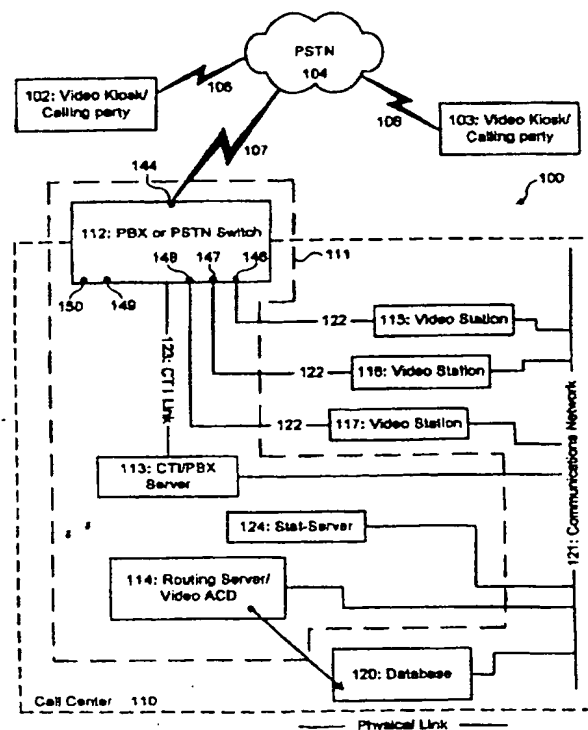 PSTN
104
106
102: Video Kiosk/
Calling party
108
103: Video Kiosk/
Calling party
107
144
100
112: PBX or PSTN Switch
111
148
147
146
150
149
122
115: Video Station
122
116: Video Station
123: CTI Link
122
117: Video Station
121: Communications Network
113: CTI/PBX
Server
124: Stat-Server
114: Routing Server/
Video ACD
120: Database
Call Center 110
Physical Link